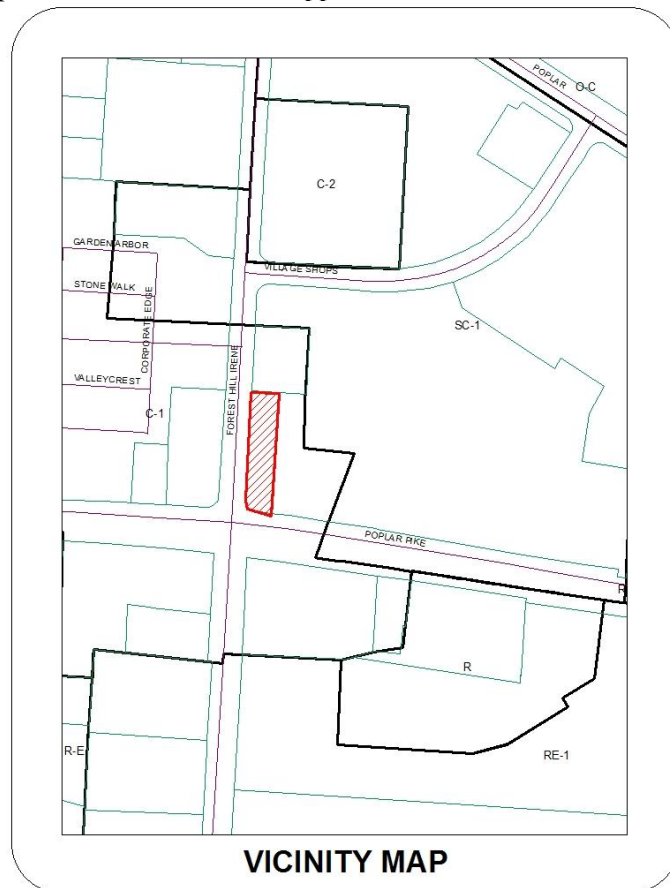 POPLAR
O-C
C-2
GARDEN ARBOR
VILLAGE SHOPS
STONE WALK
CORPORATE EDGE
SC-1
FOREST HILL IRENE
VALLEYCREST
C-1
POPLAR PIKE
R
R
R-E
RE-1
VICINITY MAP